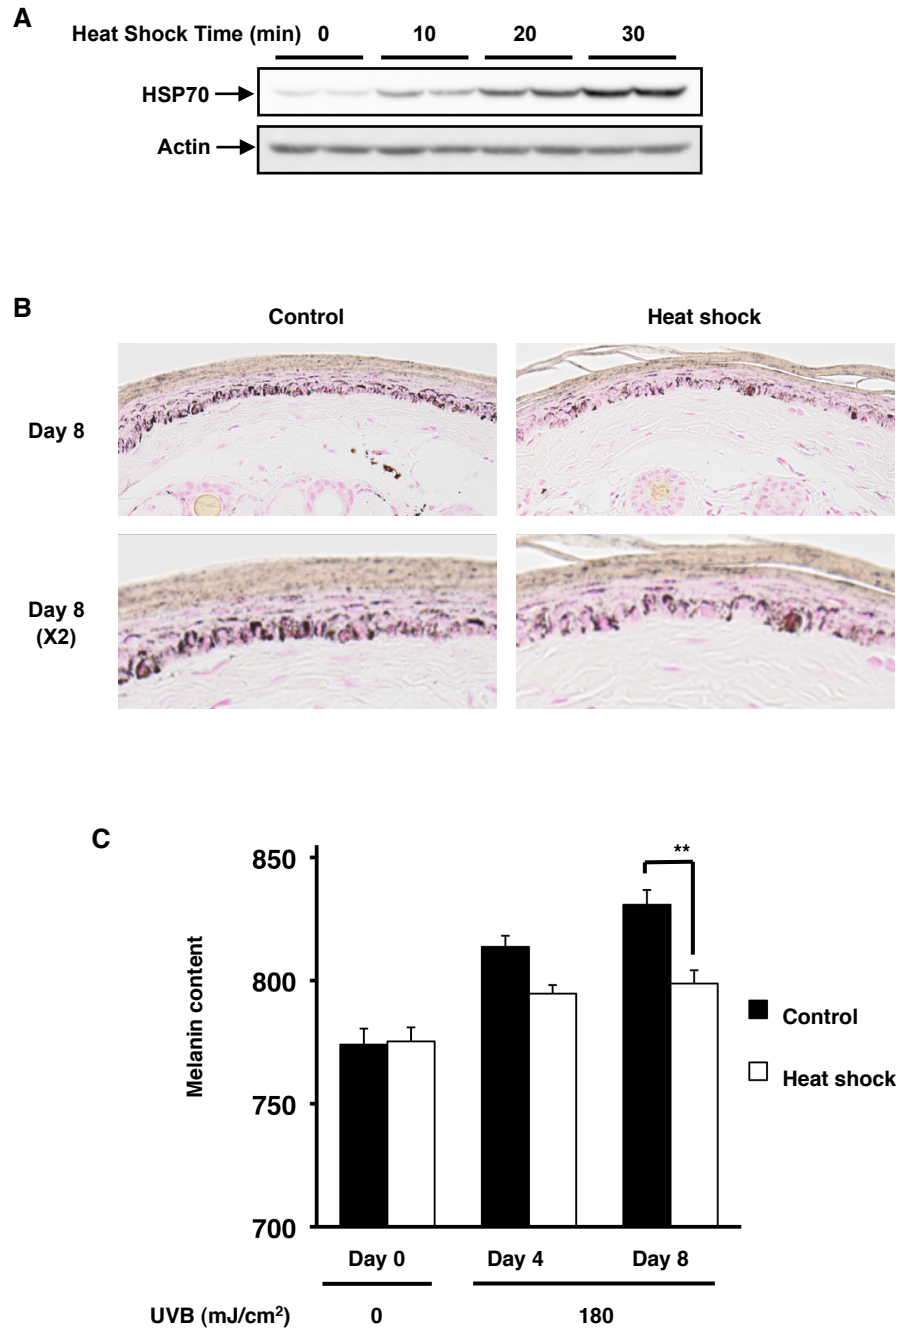 A
Heat Shock Time (min) 0 10 20 30
HSP70
Actin
B
Control Heat shock
Day 8
Day 8
(X2)
C
850
**
800
750
700
Melanin content
Control
Heat shock
Day 0 Day 4 Day 8
UVB (mJ/cm²) 0 180